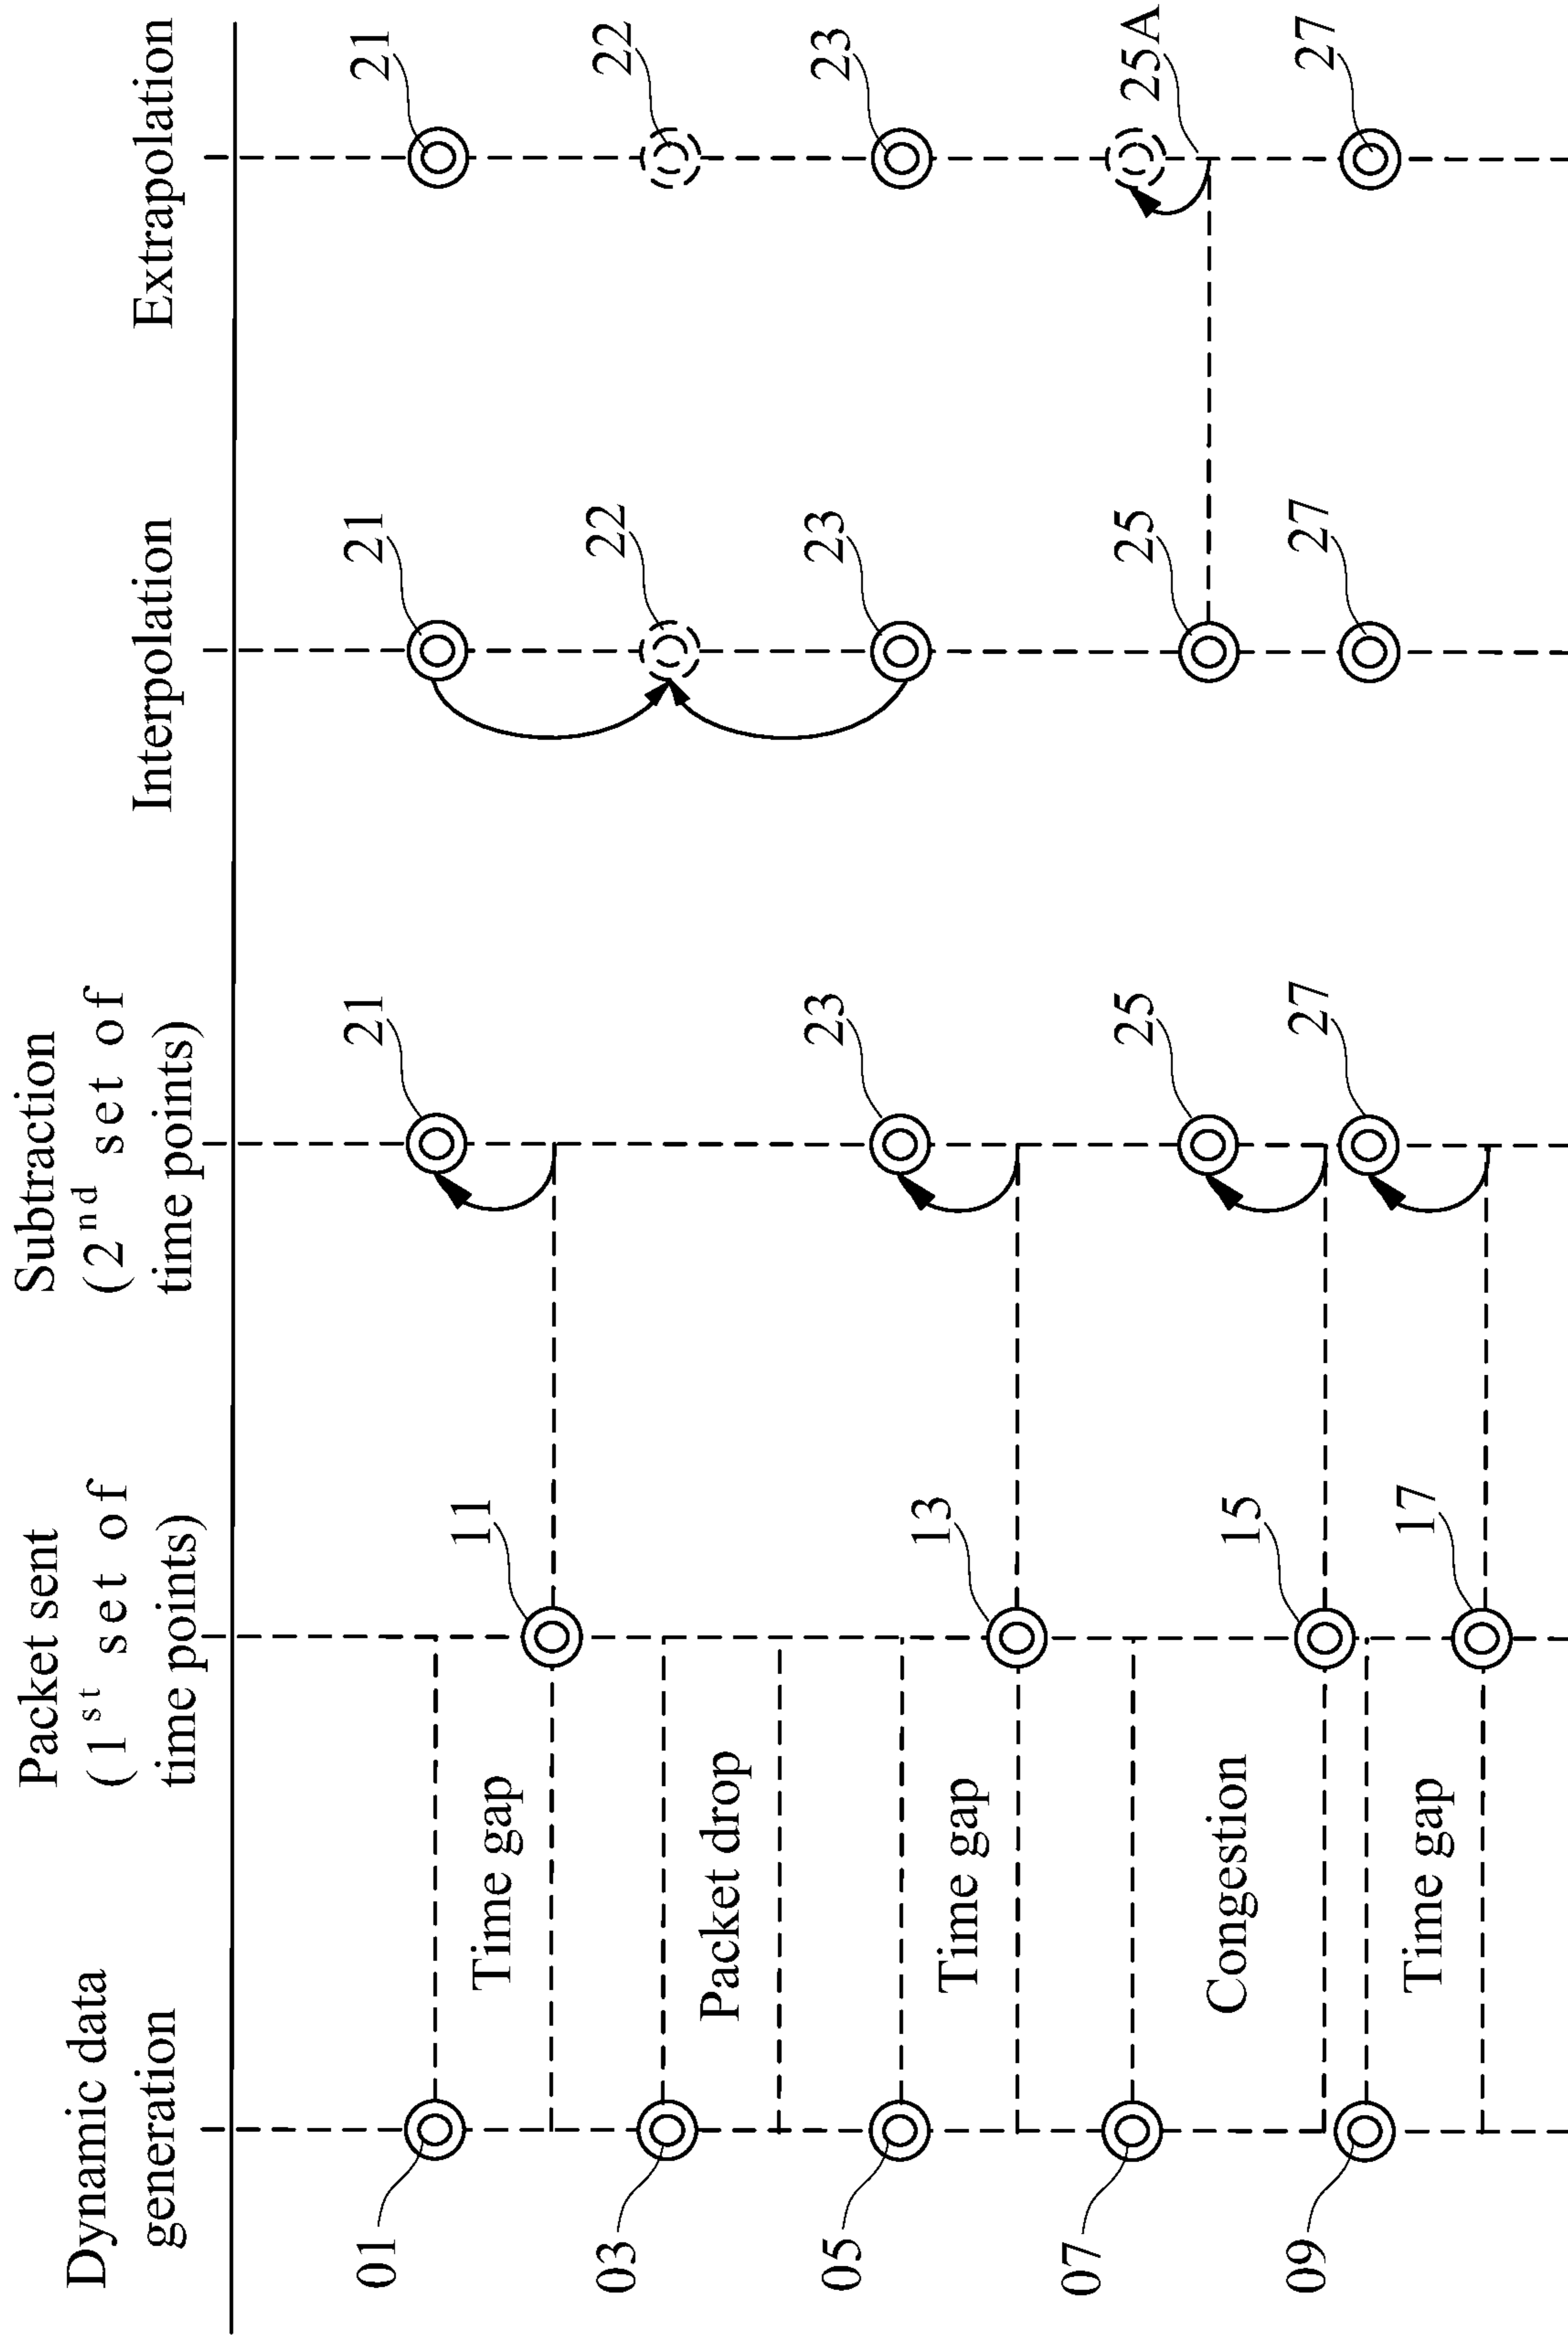 Dynamic data
generation
Packet sent
(1st set of
time points)
Subtraction
(2nd set of
time points)
Interpolation
Extrapolation
01
Time gap
11
21
21
21
03
Packet drop
22
22
05
Time gap
13
23
23
23
07
Congestion
15
25
25
25A
09
Time gap
17
27
27
27